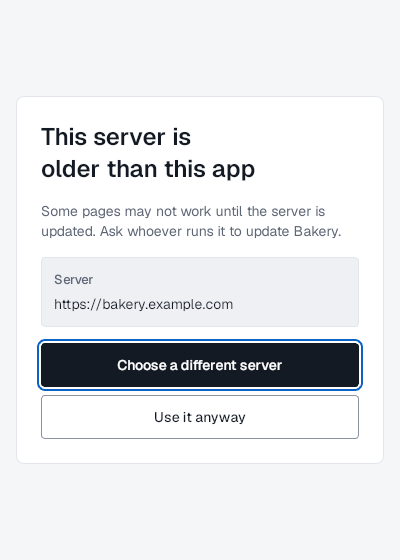 This server is
older than this app
Some pages may not work until the server is
updated. Ask whoever runs it to update Bakery.
Server
https://bakery.example.com
Choose a different server
Use it anyway